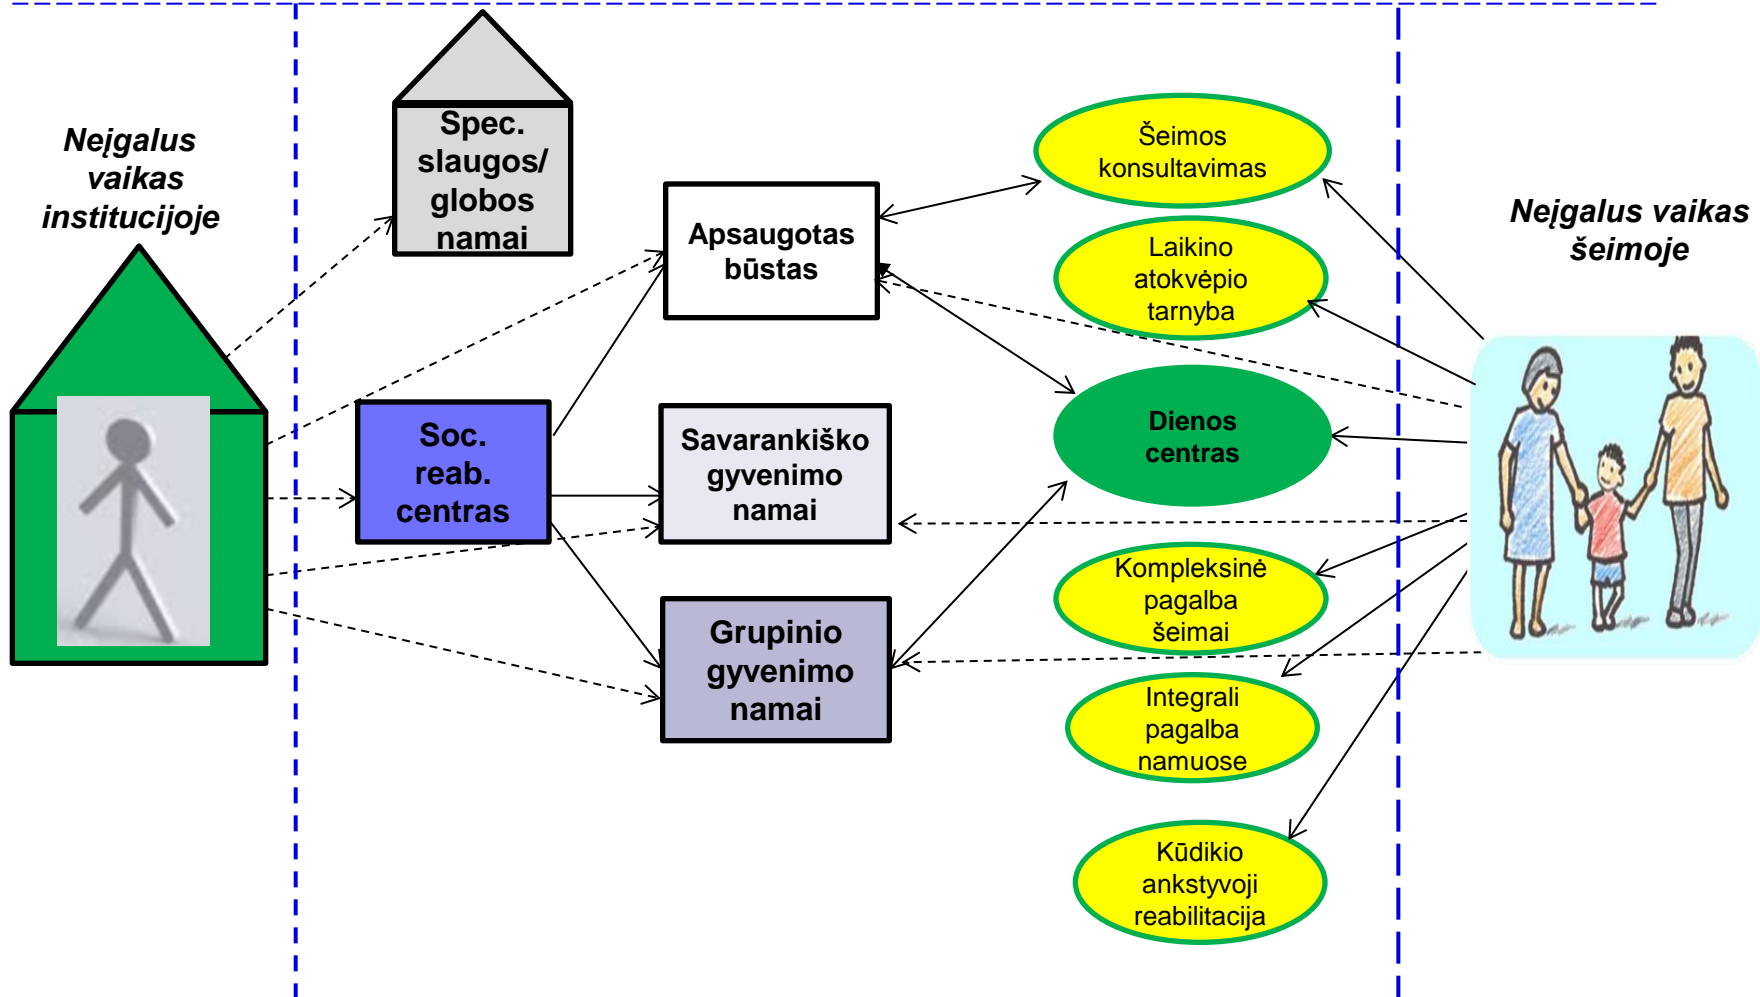 Neįgalus
vaikas
institucijoje
Spec.
slaugos/
globos
namai
Soc.
reab.
centras
Apsaugotas
būstas
Savarankiško
gyvenimo
namai
Grupinio
gyvenimo
namai
Šeimos
konsultavimas
Laikino
atokvėpio
tarnyba
Dienos
centras
Kompleksinė
pagalba
šeimai
Integrali
pagalba
namuose
Kūdikio
ankstyvoji
reabilitacija
Neįgalus vaikas
šeimoje